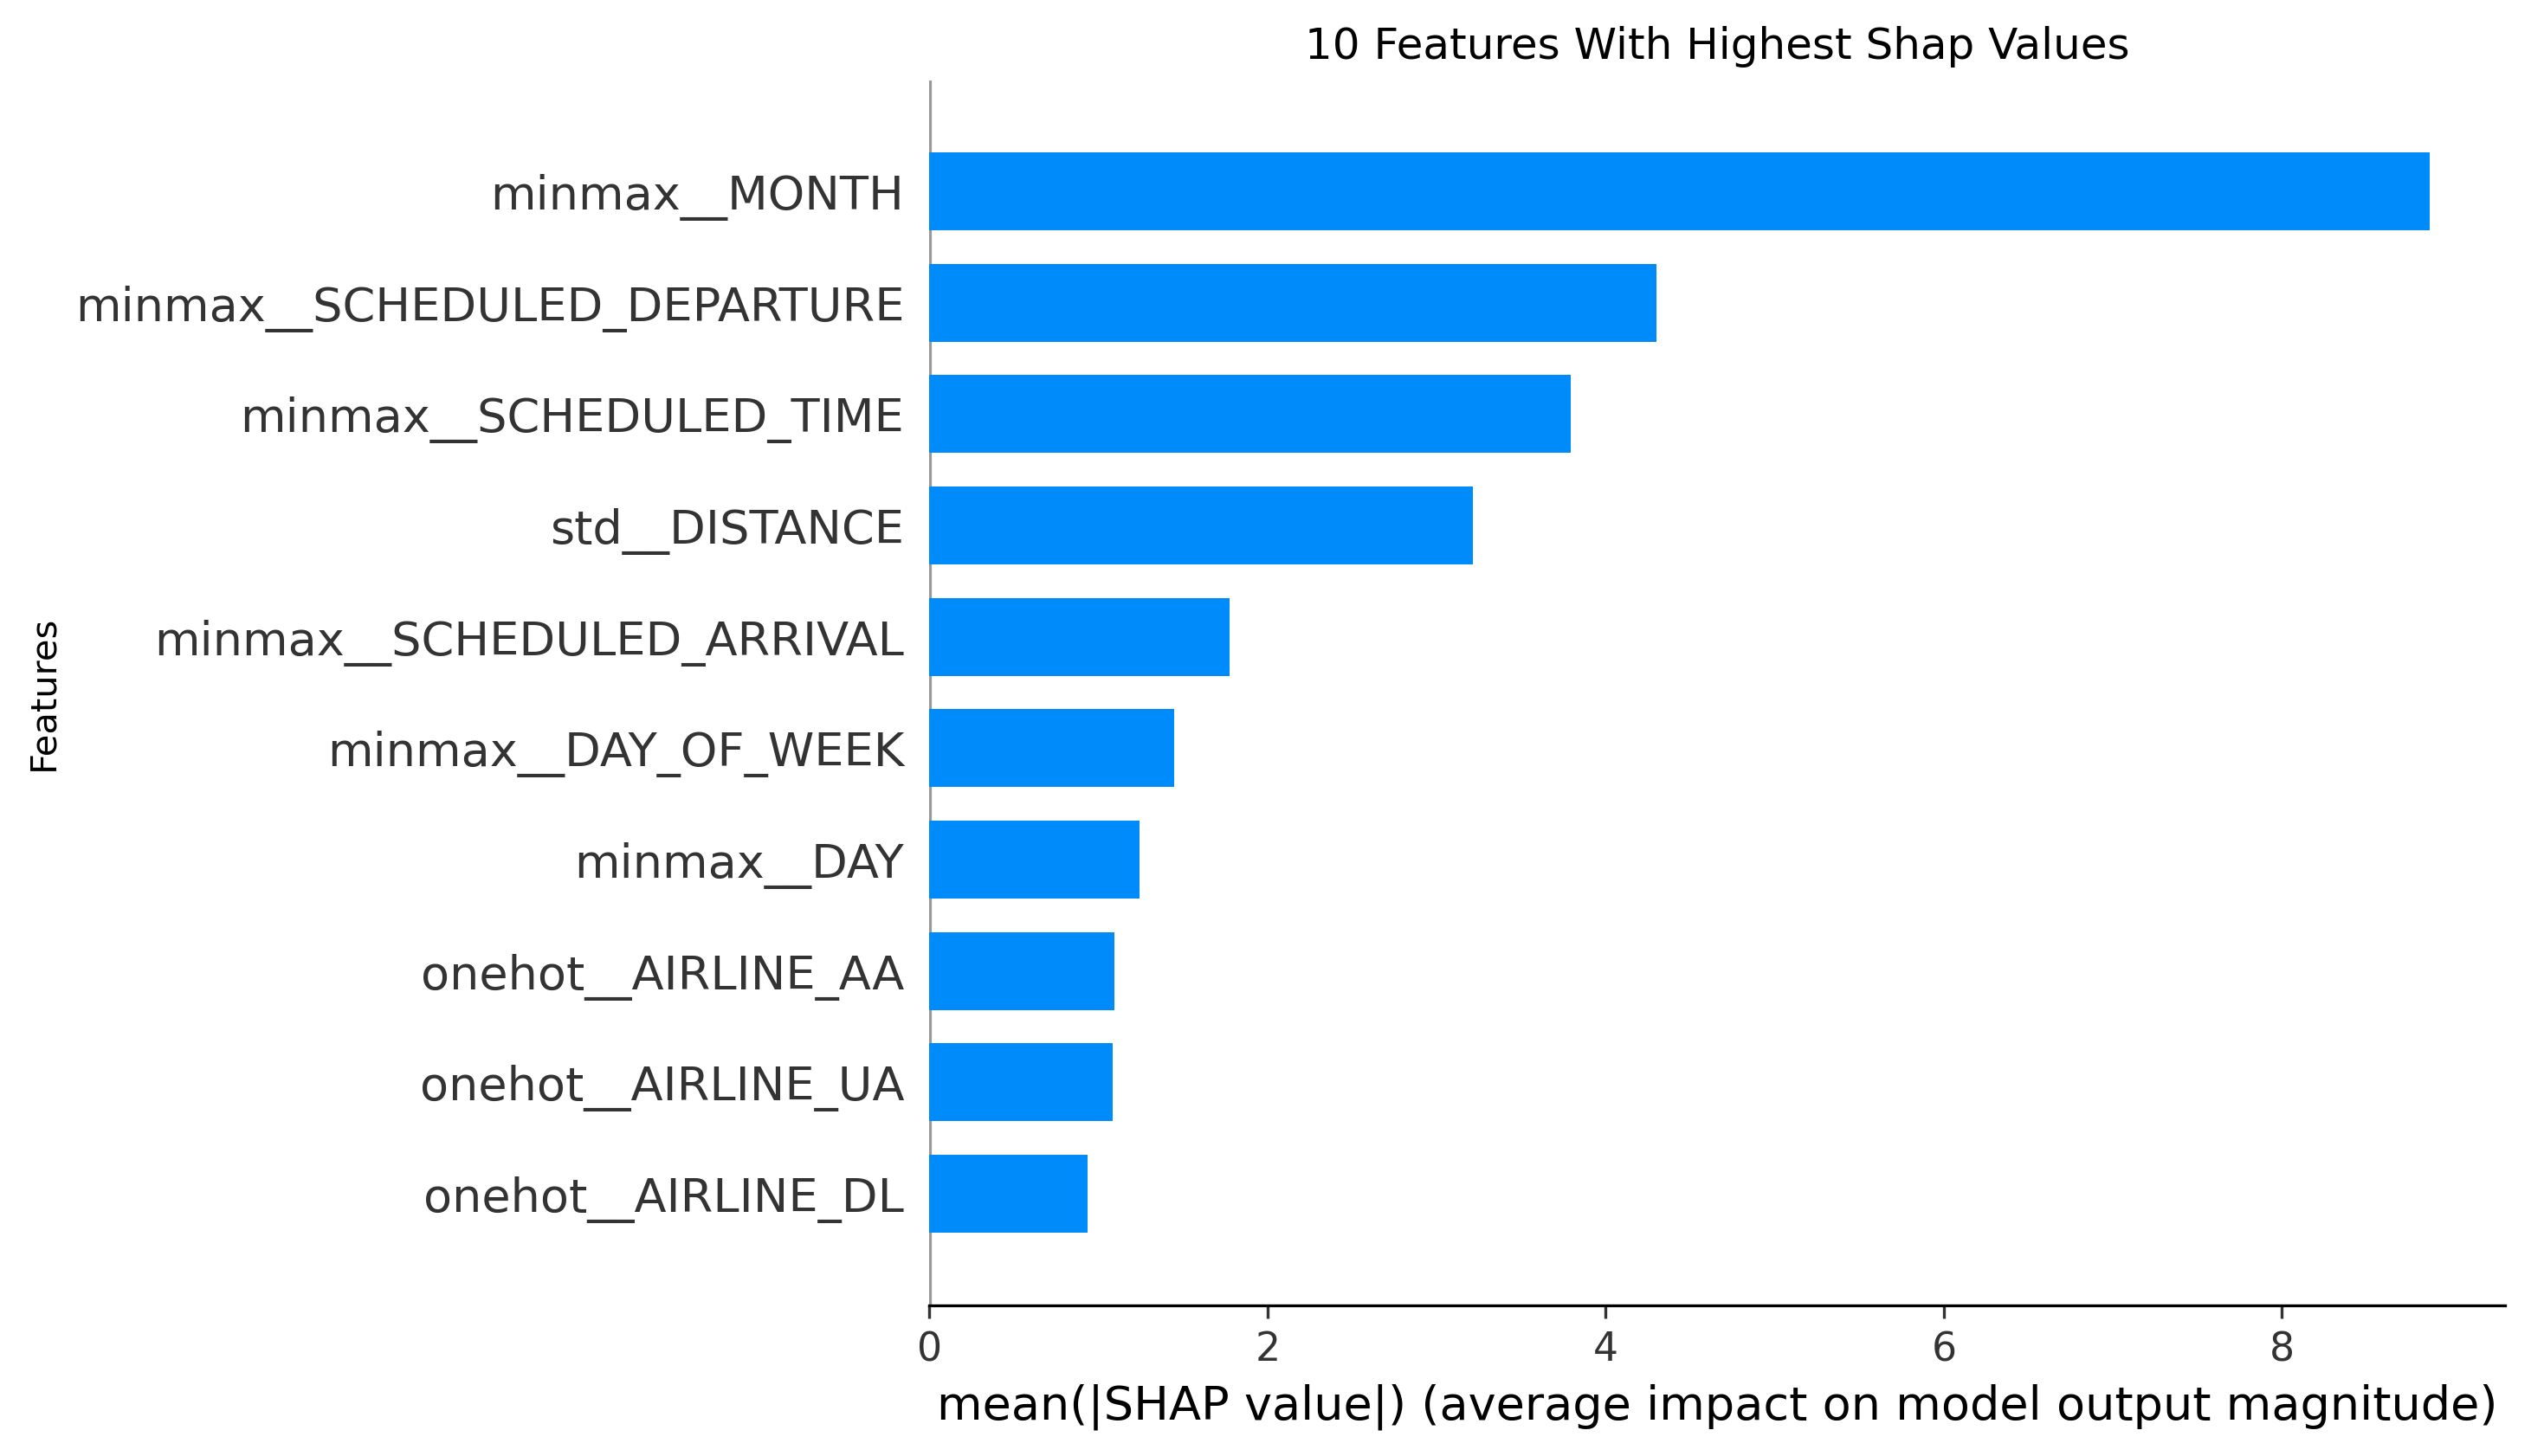 10 Features With Highest Shap Values
Features
minmax__MONTH
minmax__SCHEDULED_DEPARTURE
minmax__SCHEDULED_TIME
std__DISTANCE
minmax__SCHEDULED_ARRIVAL
minmax__DAY_OF_WEEK
minmax__DAY
onehot__AIRLINE_AA
onehot__AIRLINE_UA
onehot__AIRLINE_DL
0 2 4 6 8
mean(|SHAP value|) (average impact on model output magnitude)